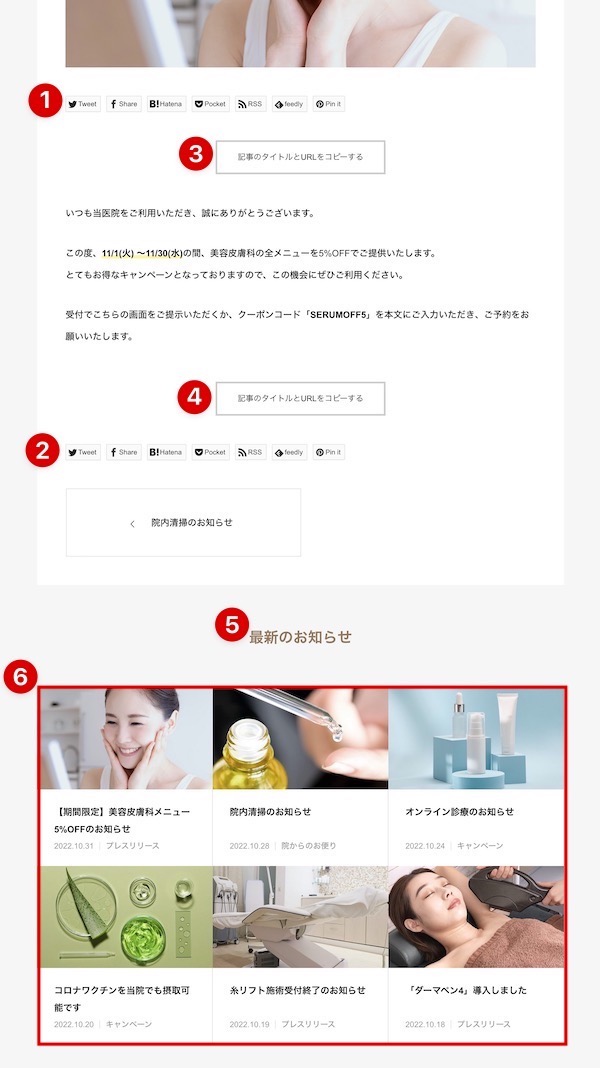 1
Tweet Share B! Hatena Pocket RSS feedly Pin it
3
記事のタイトルとURLをコピーする
いつも当医院をご利用いただき、誠にありがとうございます。
この度、11/1(火) 〜11/30(水)の間、美容皮膚科の全メニューを5%OFFでご提供いたします。
とてもお得なキャンペーンとなっておりますので、この機会にぜひご利用ください。
受付でこちらの画面をご提示いただくか、クーポンコード「SERUMOFF5」を本文にご入力いただき、ご予約をお
願いいたします。
4
記事のタイトルとURLをコピーする
2
Tweet Share B! Hatena Pocket RSS feedly Pin it
院内清掃のお知らせ
5
最新のお知らせ
6
【期間限定】美容皮膚科メニュー
5%OFFのお知らせ
2022.10.31 | プレスリリース
院内清掃のお知らせ
2022.10.28 | 院からのお便り
オンライン診療のお知らせ
2022.10.24 | キャンペーン
コロナワクチンを当院でも摂取可
能です
2022.10.20 | キャンペーン
糸リフト施術受付終了のお知らせ
2022.10.19 | プレスリリース
「ダーマペン4」導入しました
2022.10.18 | プレスリリース